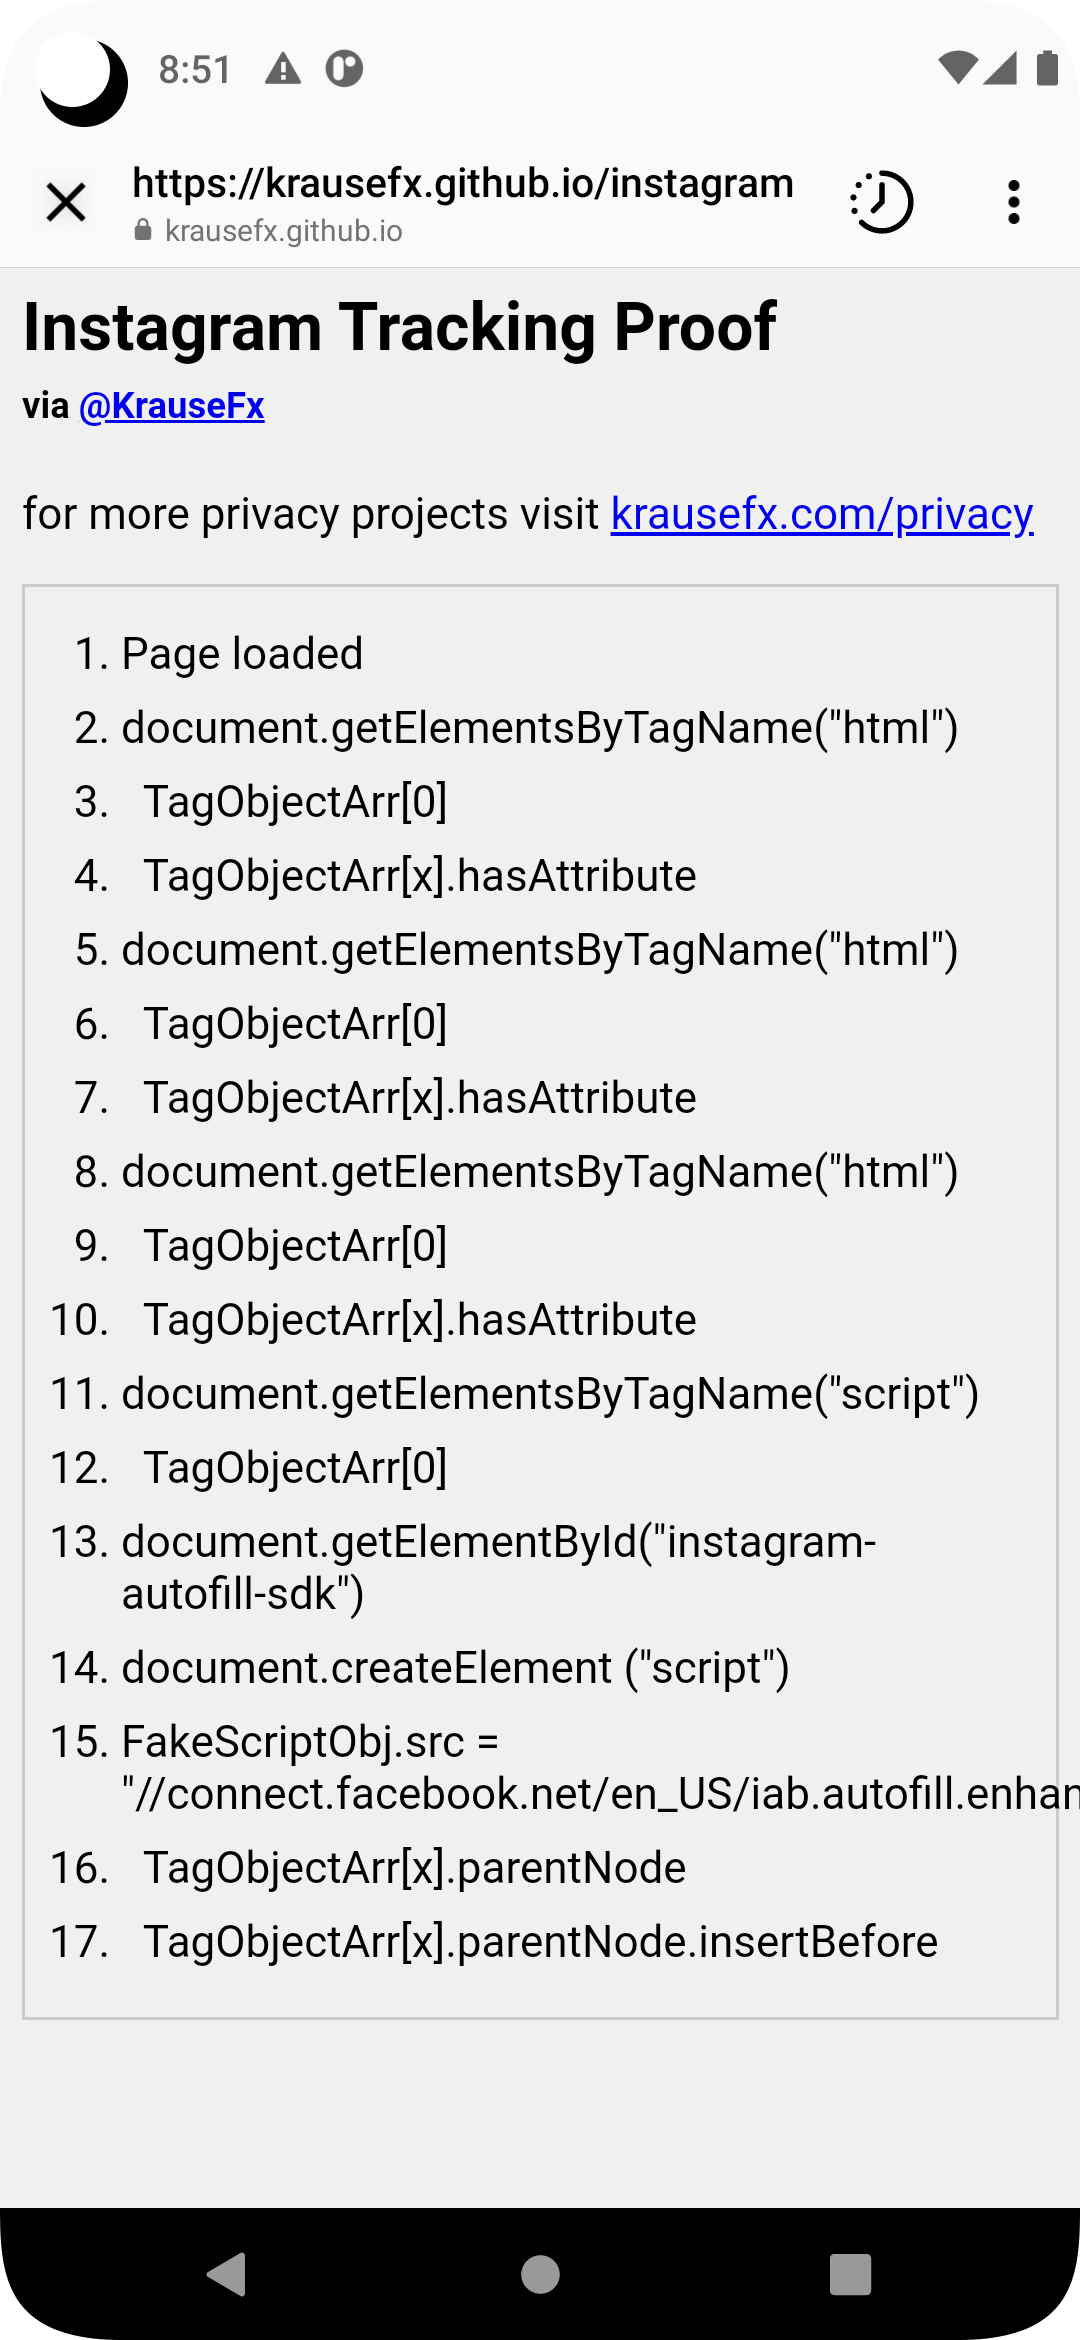 8:51
https://krausefx.github.io/instagram
krausefx.github.io
Instagram Tracking Proof
via @KrauseFx
for more privacy projects visit krausefx.com/privacy
1. Page loaded
2. document.getElementsByTagName("html")
3. TagObjectArr[0]
4. TagObjectArr[x].hasAttribute
5. document.getElementsByTagName("html")
6. TagObjectArr[0]
7. TagObjectArr[x].hasAttribute
8. document.getElementsByTagName("html")
9. TagObjectArr[0]
10. TagObjectArr[x].hasAttribute
11. document.getElementsByTagName("script")
12. TagObjectArr[0]
13. document.getElementById("instagram-
autofill-sdk")
14. document.createElement ("script")
15. FakeScriptObj.src =
"//connect.facebook.net/en_US/iab.autofill.enhan
16. TagObjectArr[x].parentNode
17. TagObjectArr[x].parentNode.insertBefore